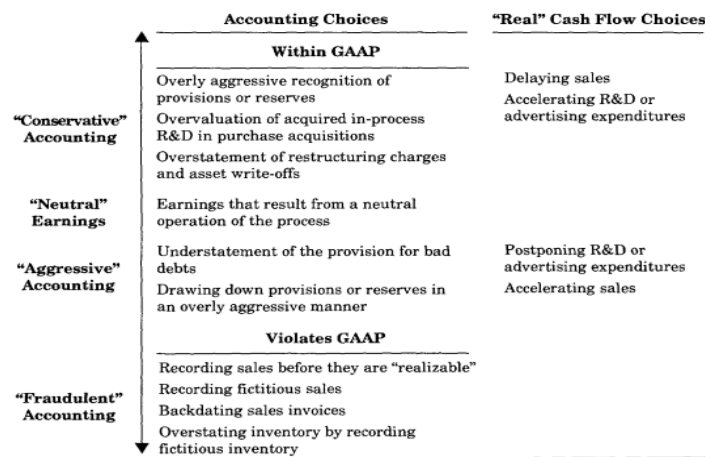 Accounting Choices
"Real" Cash Flow Choices
Within GAAP
"Conservative"
Accounting
Overly aggressive recognition of
provisions or reserves
Overvaluation of acquired in-process
R&D in purchase acquisitions
Overstatement of restructuring charges
and asset write-offs
Delaying sales
Accelerating R&D or
advertising expenditures
"Neutral"
Earnings
Earnings that result from a neutral
operation of the process
"Aggressive"
Accounting
Understatement of the provision for bad
debts
Drawing down provisions or reserves in
an overly aggressive manner
Postponing R&D or
advertising expenditures
Accelerating sales
Violates GAAP
"Fraudulent"
Accounting
Recording sales before they are "realizable"
Recording fictitious sales
Backdating sales invoices
Overstating inventory by recording
fictitious inventory